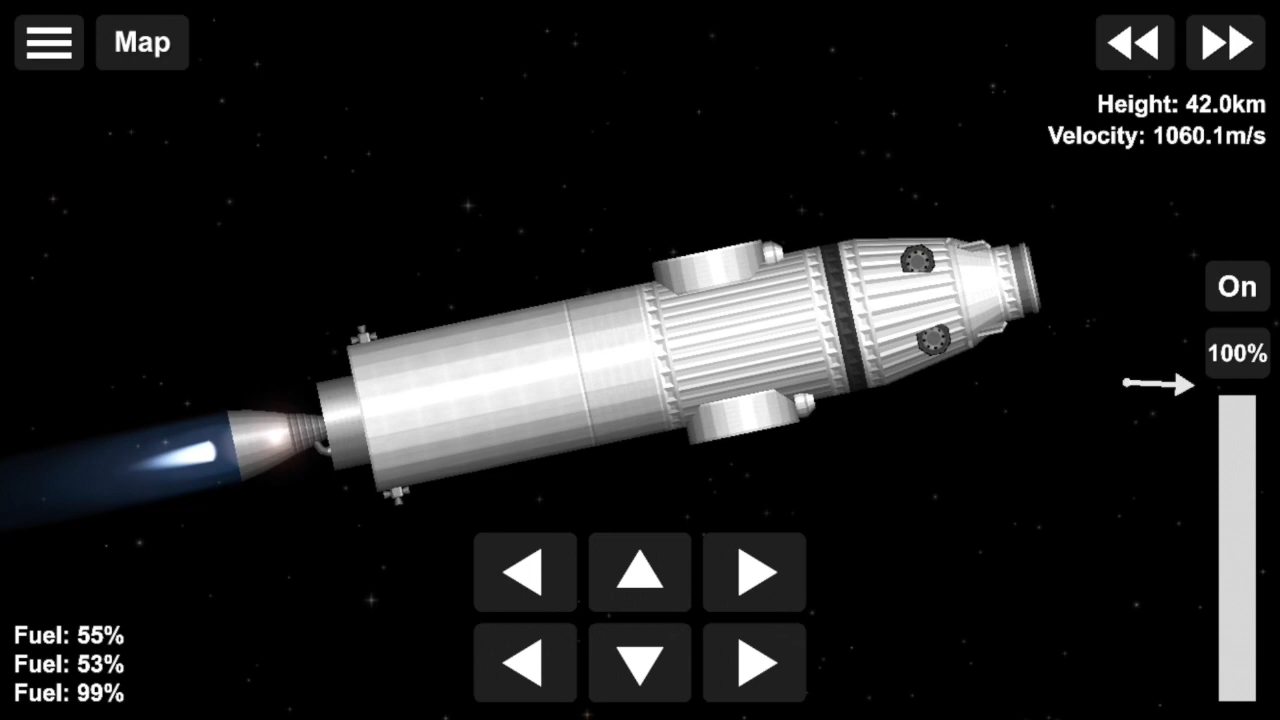 Map
Height: 42.0km
Velocity: 1060.1m/s
On
100%
Fuel: 55%
Fuel: 53%
Fuel: 99%